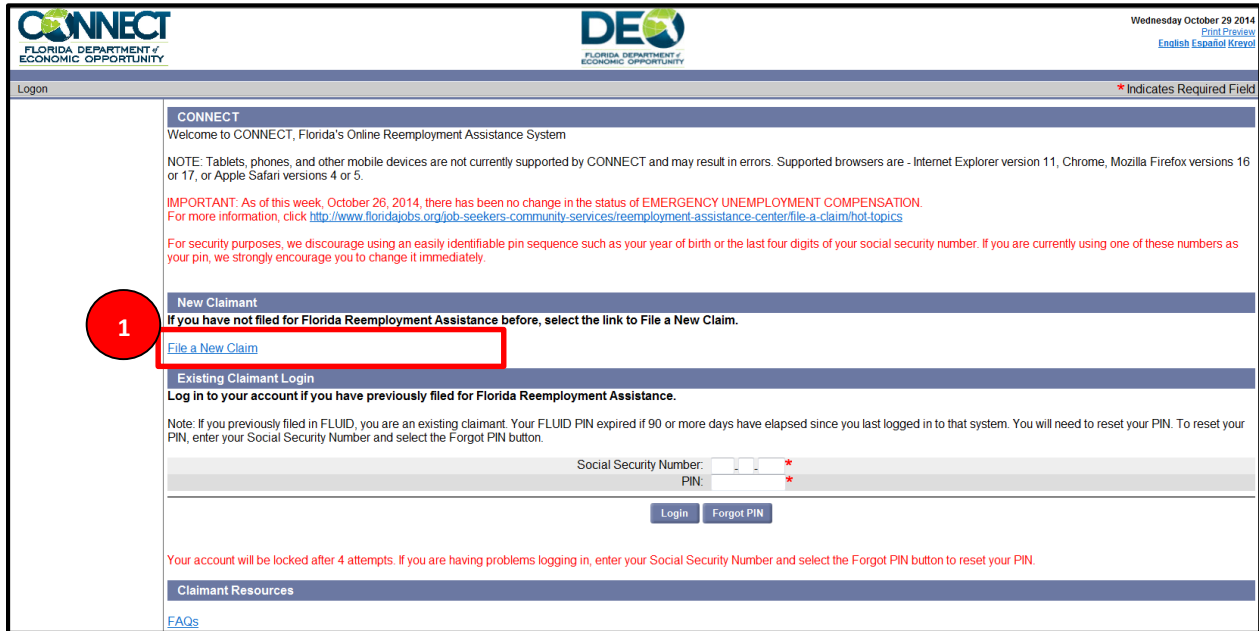 CONNECT
FLORIDA DEPARTMENT of
ECONOMIC OPPORTUNITY
DEO
FLORIDA DEPARTMENT of
ECONOMIC OPPORTUNITY
Wednesday October 29 2014
Print Preview
English Español Kreyol
Logon
* Indicates Required Field
CONNECT
Welcome to CONNECT, Florida's Online Reemployment Assistance System
NOTE: Tablets, phones, and other mobile devices are not currently supported by CONNECT and may result in errors. Supported browsers are - Internet Explorer version 11, Chrome, Mozilla Firefox versions 16
or 17, or Apple Safari versions 4 or 5.
IMPORTANT: As of this week, October 26, 2014, there has been no change in the status of EMERGENCY UNEMPLOYMENT COMPENSATION.
For more information, click http://www.floridajobs.org/job-seekers-community-services/reemployment-assistance-center/file-a-claim/hot-topics
For security purposes, we discourage using an easily identifiable pin sequence such as your year of birth or the last four digits of your social security number. If you are currently using one of these numbers as
your pin, we strongly encourage you to change it immediately.
New Claimant
If you have not filed for Florida Reemployment Assistance before, select the link to File a New Claim.
1
File a New Claim
Existing Claimant Login
Log in to your account if you have previously filed for Florida Reemployment Assistance.
Note: If you previously filed in FLUID, you are an existing claimant. Your FLUID PIN expired if 90 or more days have elapsed since you last logged in to that system. You will need to reset your PIN. To reset your
PIN, enter your Social Security Number and select the Forgot PIN button.
Social Security Number: - - *
PIN: *
Login Forgot PIN
Your account will be locked after 4 attempts. If you are having problems logging in, enter your Social Security Number and select the Forgot PIN button to reset your PIN.
Claimant Resources
FAQs